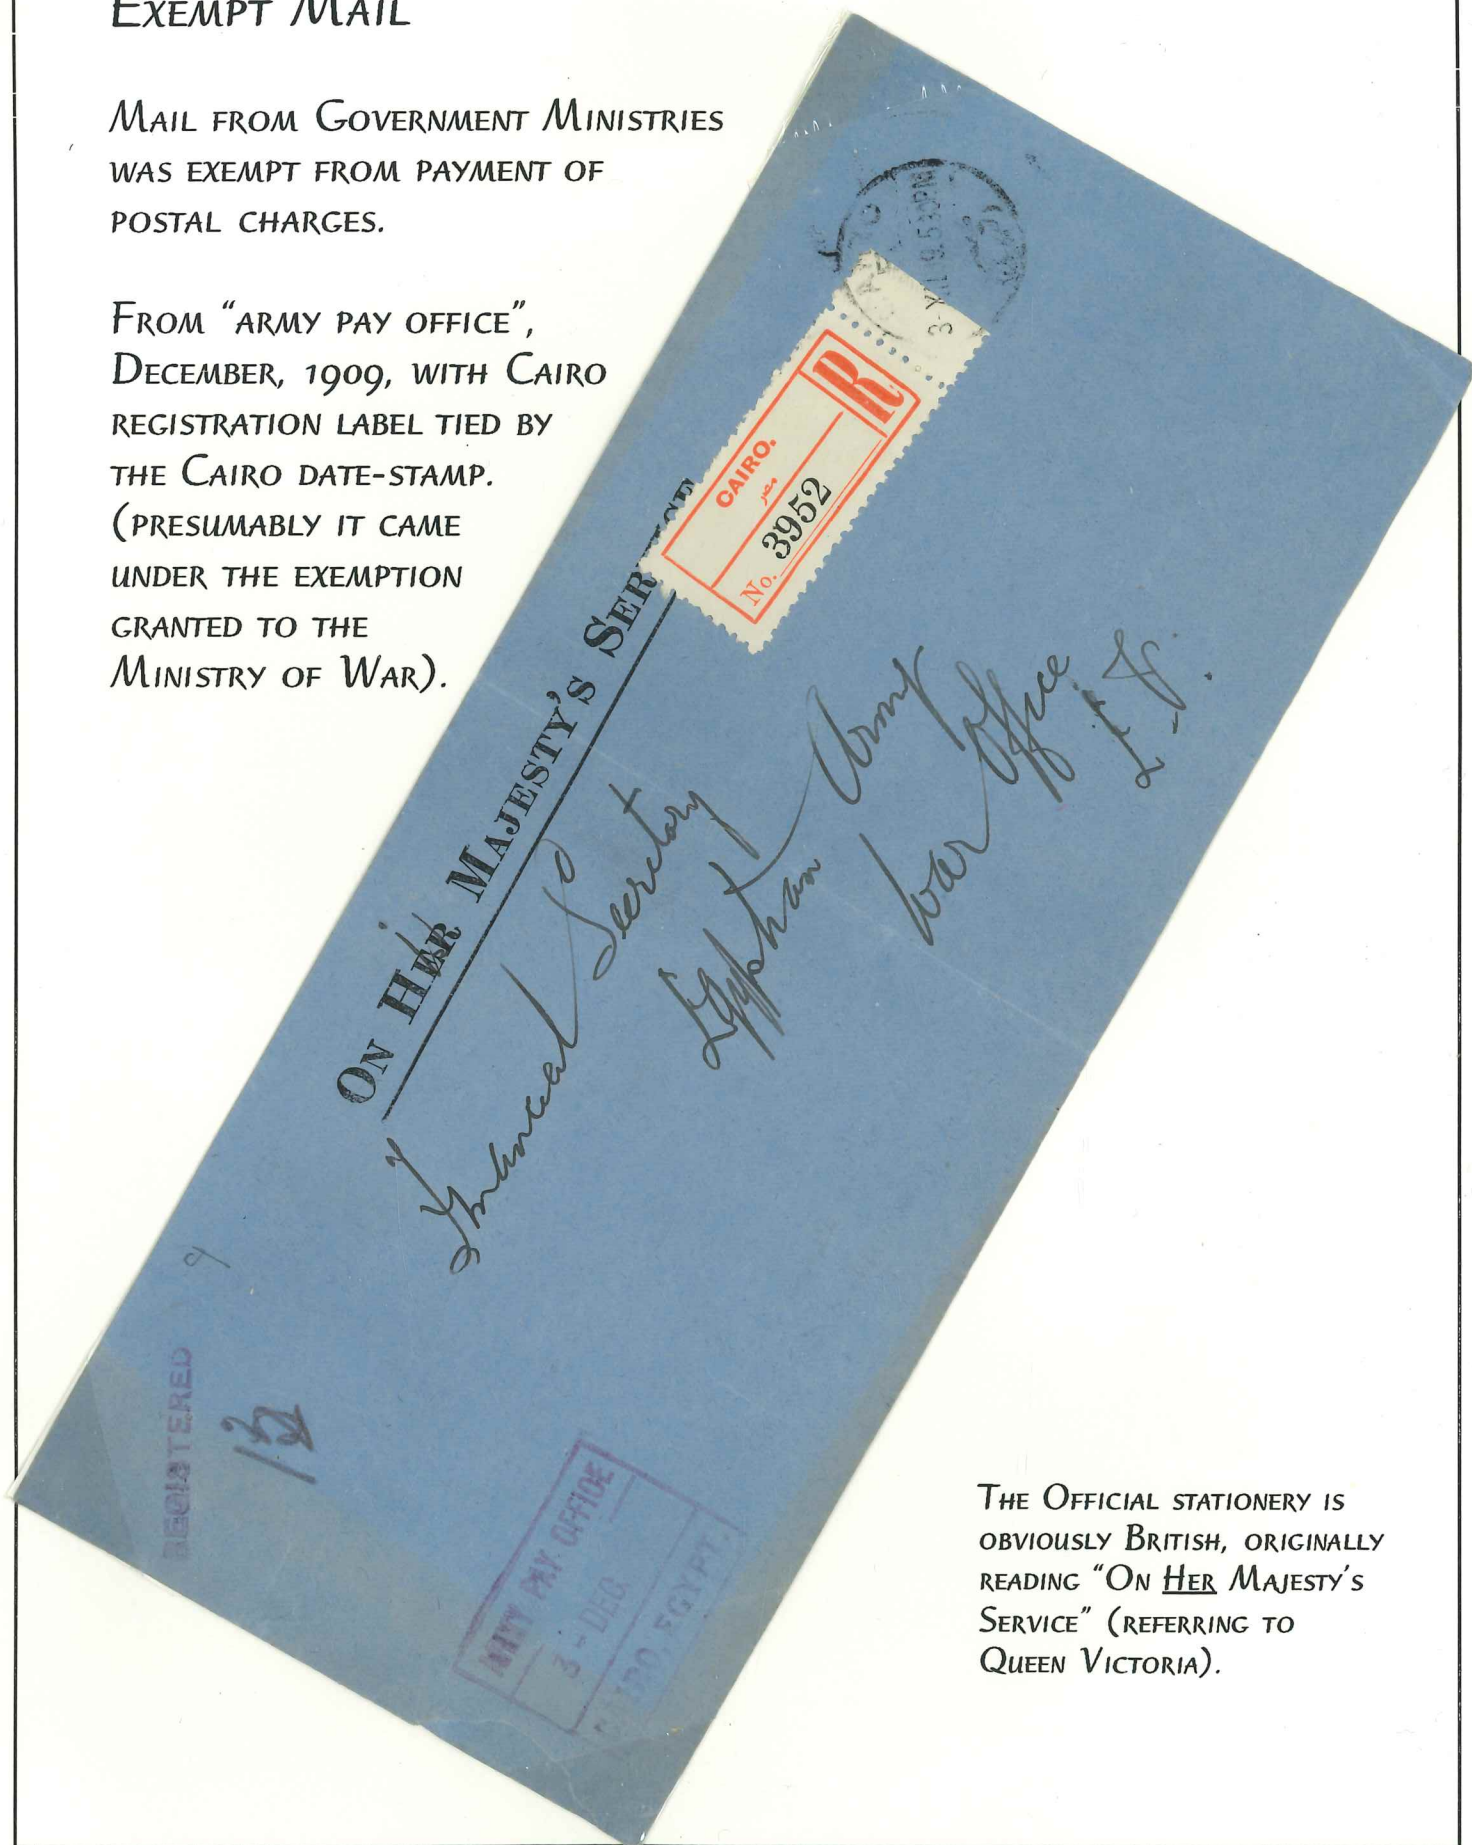 EXEMPT MAIL
MAIL FROM GOVERNMENT MINISTRIES
WAS EXEMPT FROM PAYMENT OF
POSTAL CHARGES.
FROM “ARMY PAY OFFICE”,
DECEMBER, 1909, WITH CAIRO
REGISTRATION LABEL TIED BY
THE CAIRO DATE-STAMP.
(PRESUMABLY IT CAME
UNDER THE EXEMPTION
GRANTED TO THE
MINISTRY OF WAR).
R
CAIRO.
مصر
No. 3952
ON HER MAJESTY'S SERVICE
Financial Secretary
Egyptian Army
War Office
REGISTERED
ARMY PAY OFFICE
3 - DEC
CAIRO, EGYPT.
THE OFFICIAL STATIONERY IS
OBVIOUSLY BRITISH, ORIGINALLY
READING “ON HER MAJESTY'S
SERVICE” (REFERRING TO
QUEEN VICTORIA).